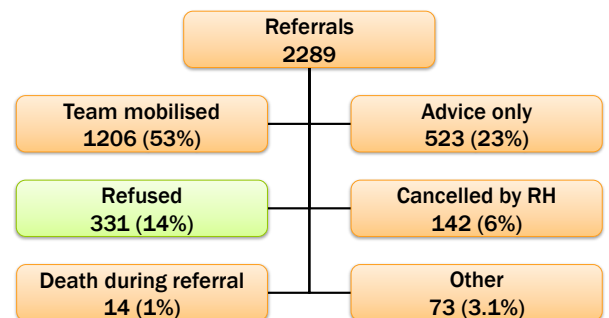 Referrals
2289
Team mobilised
1206 (53%)
Advice only
523 (23%)
Refused
331 (14%)
Cancelled by RH
142 (6%)
Death during referral
14 (1%)
Other
73 (3.1%)